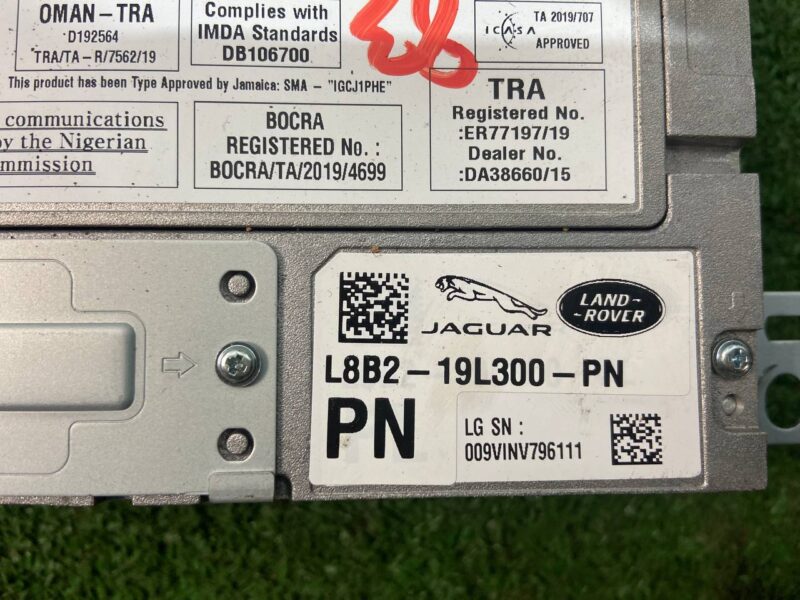 OMAN-TRA
D192564
TRA/TA-R/7562/19
Complies with
IMDA Standards
DB106700
TA 2019/707
ICASA
APPROVED
This product has been Type Approved by Jamaica: SMA - "IGCJ1PHE"
communications
by the Nigerian
mmission
BOCRA
REGISTERED No. :
BOCRA/TA/2019/4699
TRA
Registered No.
:ER77197/19
Dealer No.
:DA38660/15
JAGUAR
LAND-
-ROVER
L8B2-19L300-PN
PN
LG SN :
009VINV796111